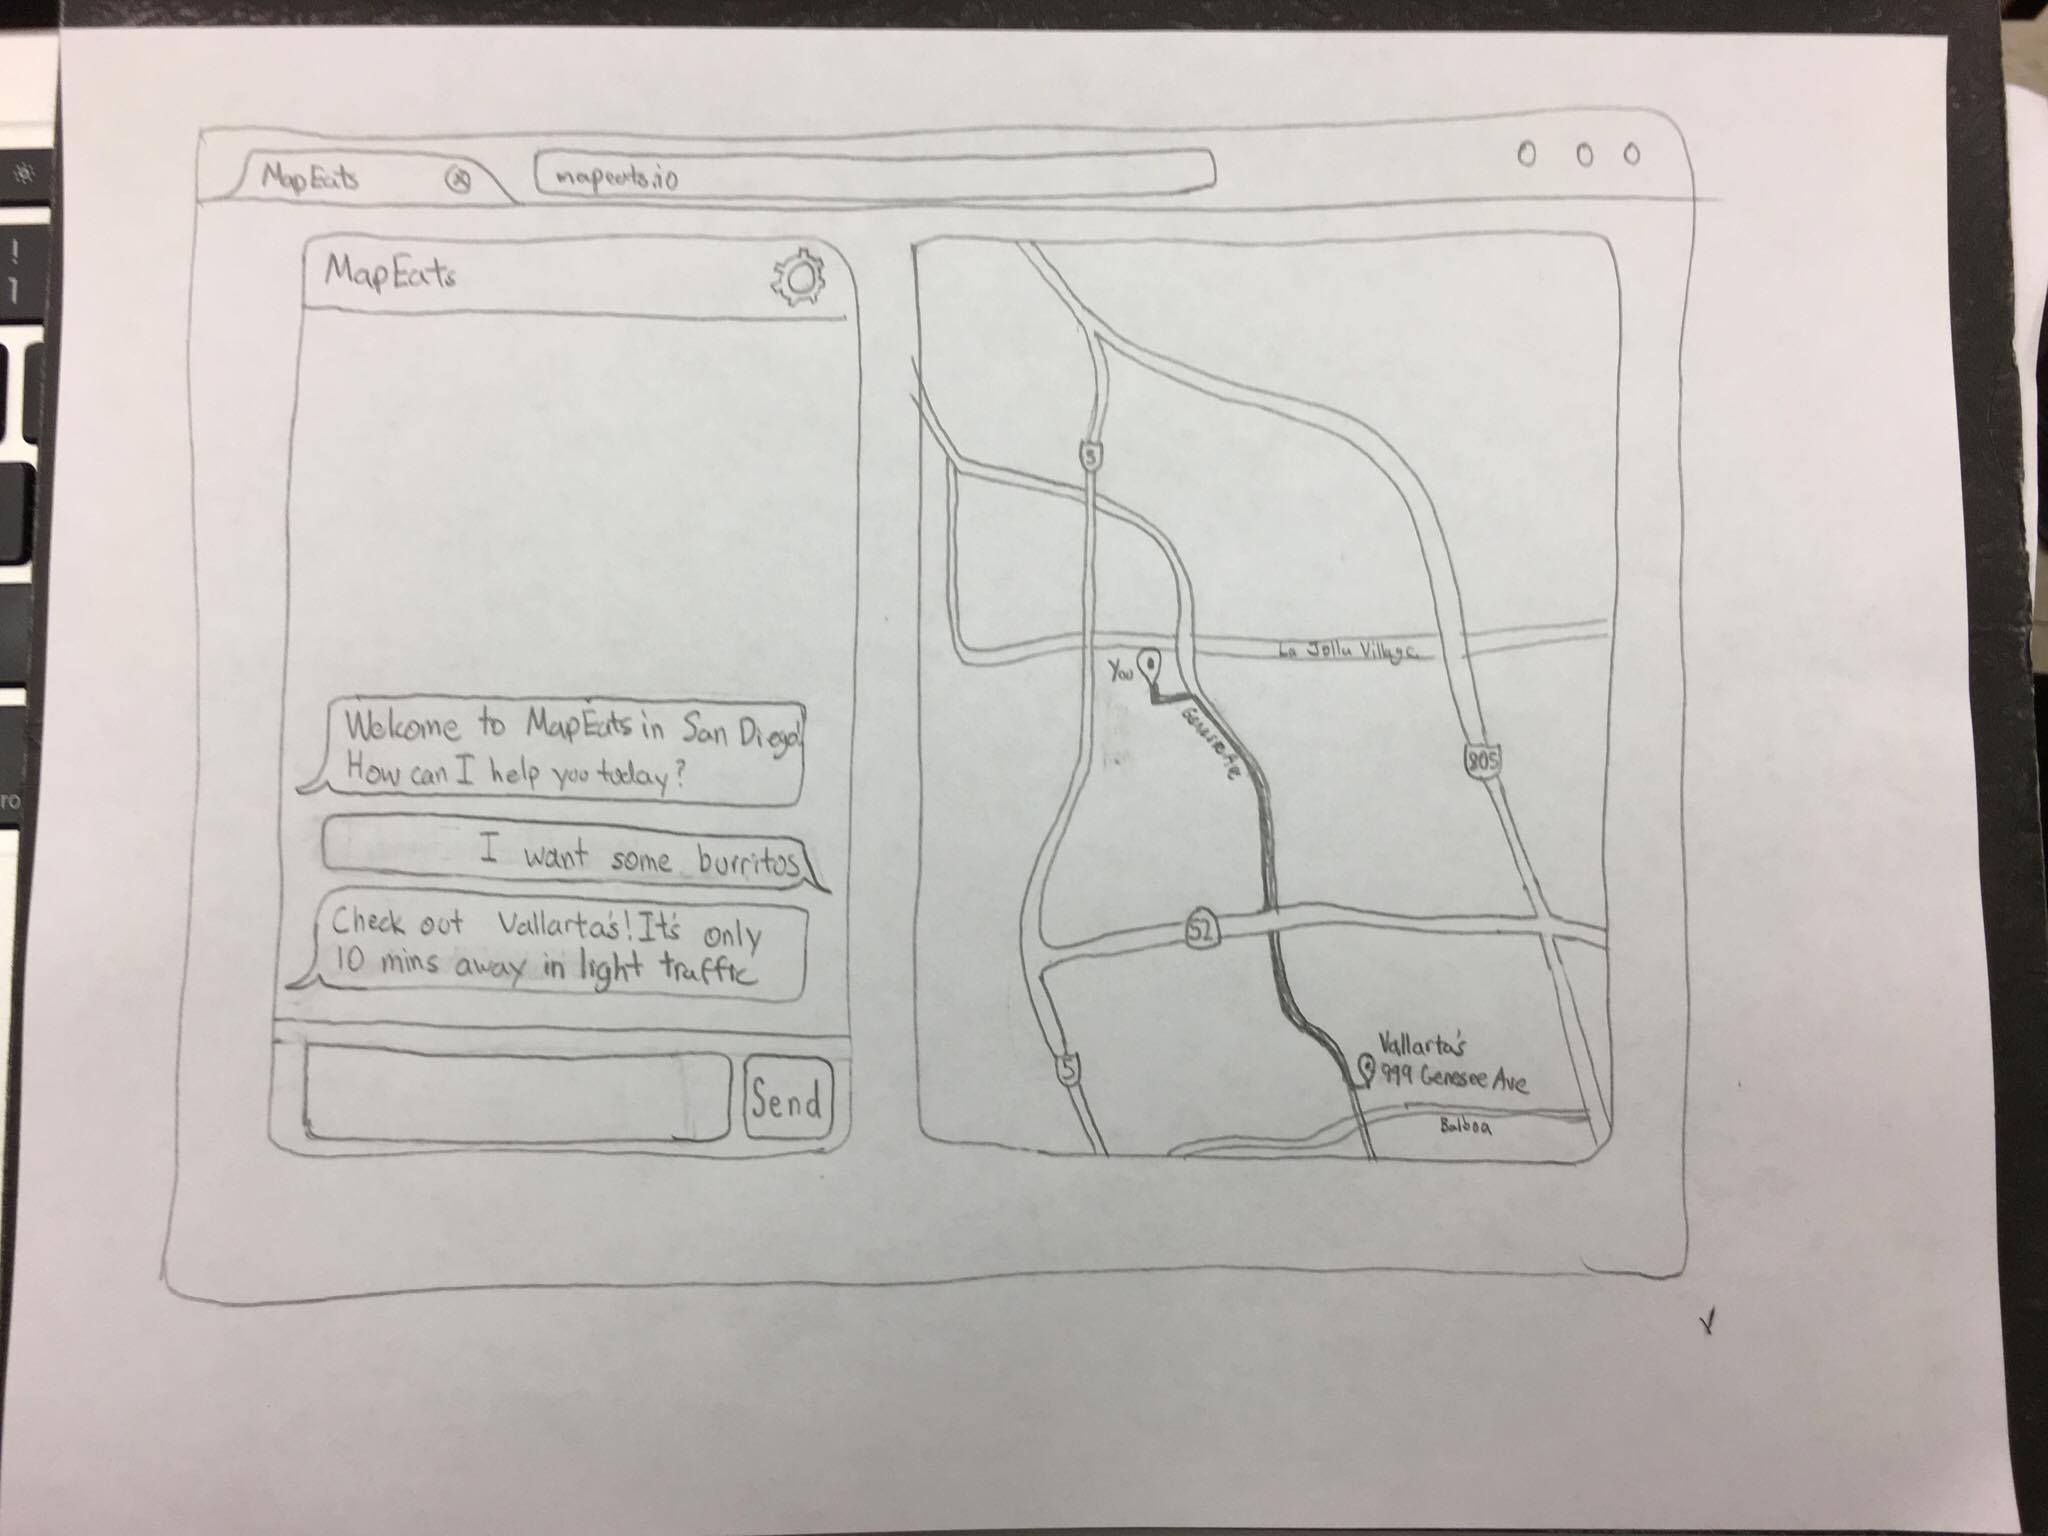 MapEats
mapeats.io
MapEats
Welcome to MapEats in San Diego!
How can I help you today?
I want some burritos
Check out Vallarta's! It's only
10 mins away in light traffic
Send
5
La Jolla Village
You
Genesee Ave
805
52
5
Vallarta's
999 Genesee Ave
Balboa
!
1